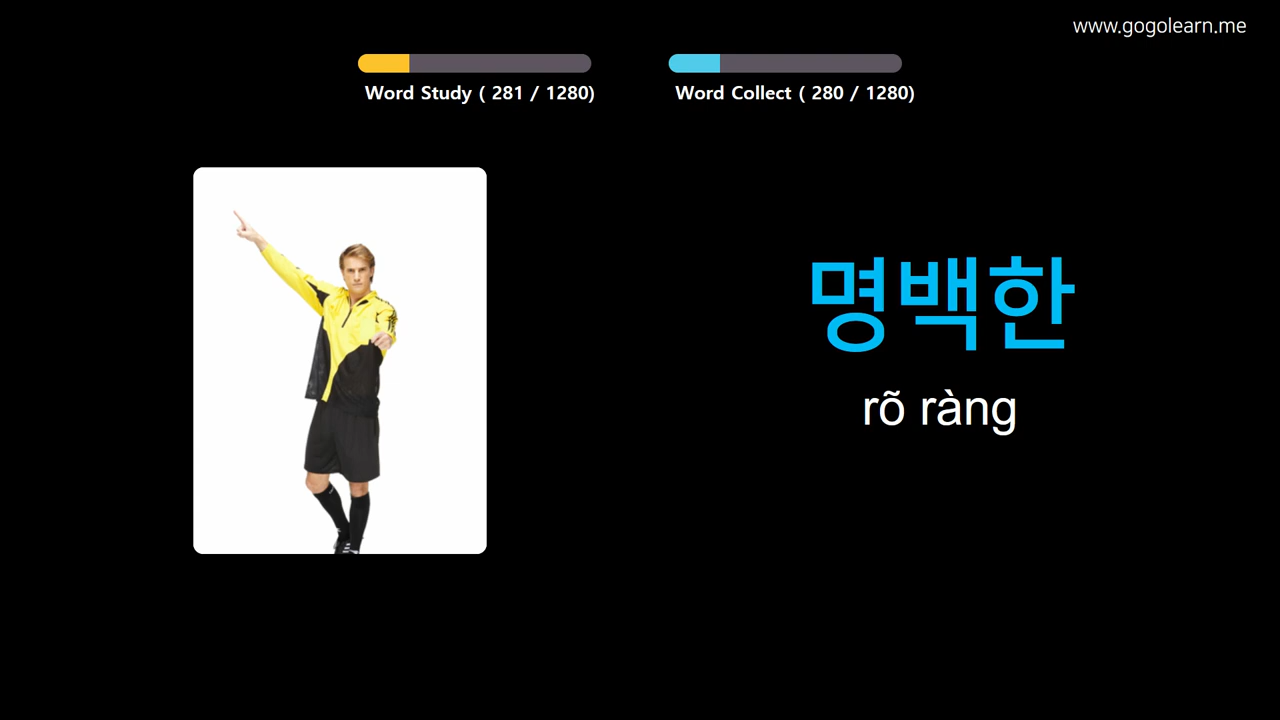 www.gogolearn.me
Word Study ( 281 / 1280)
Word Collect ( 280 / 1280)
명백한
rõ ràng